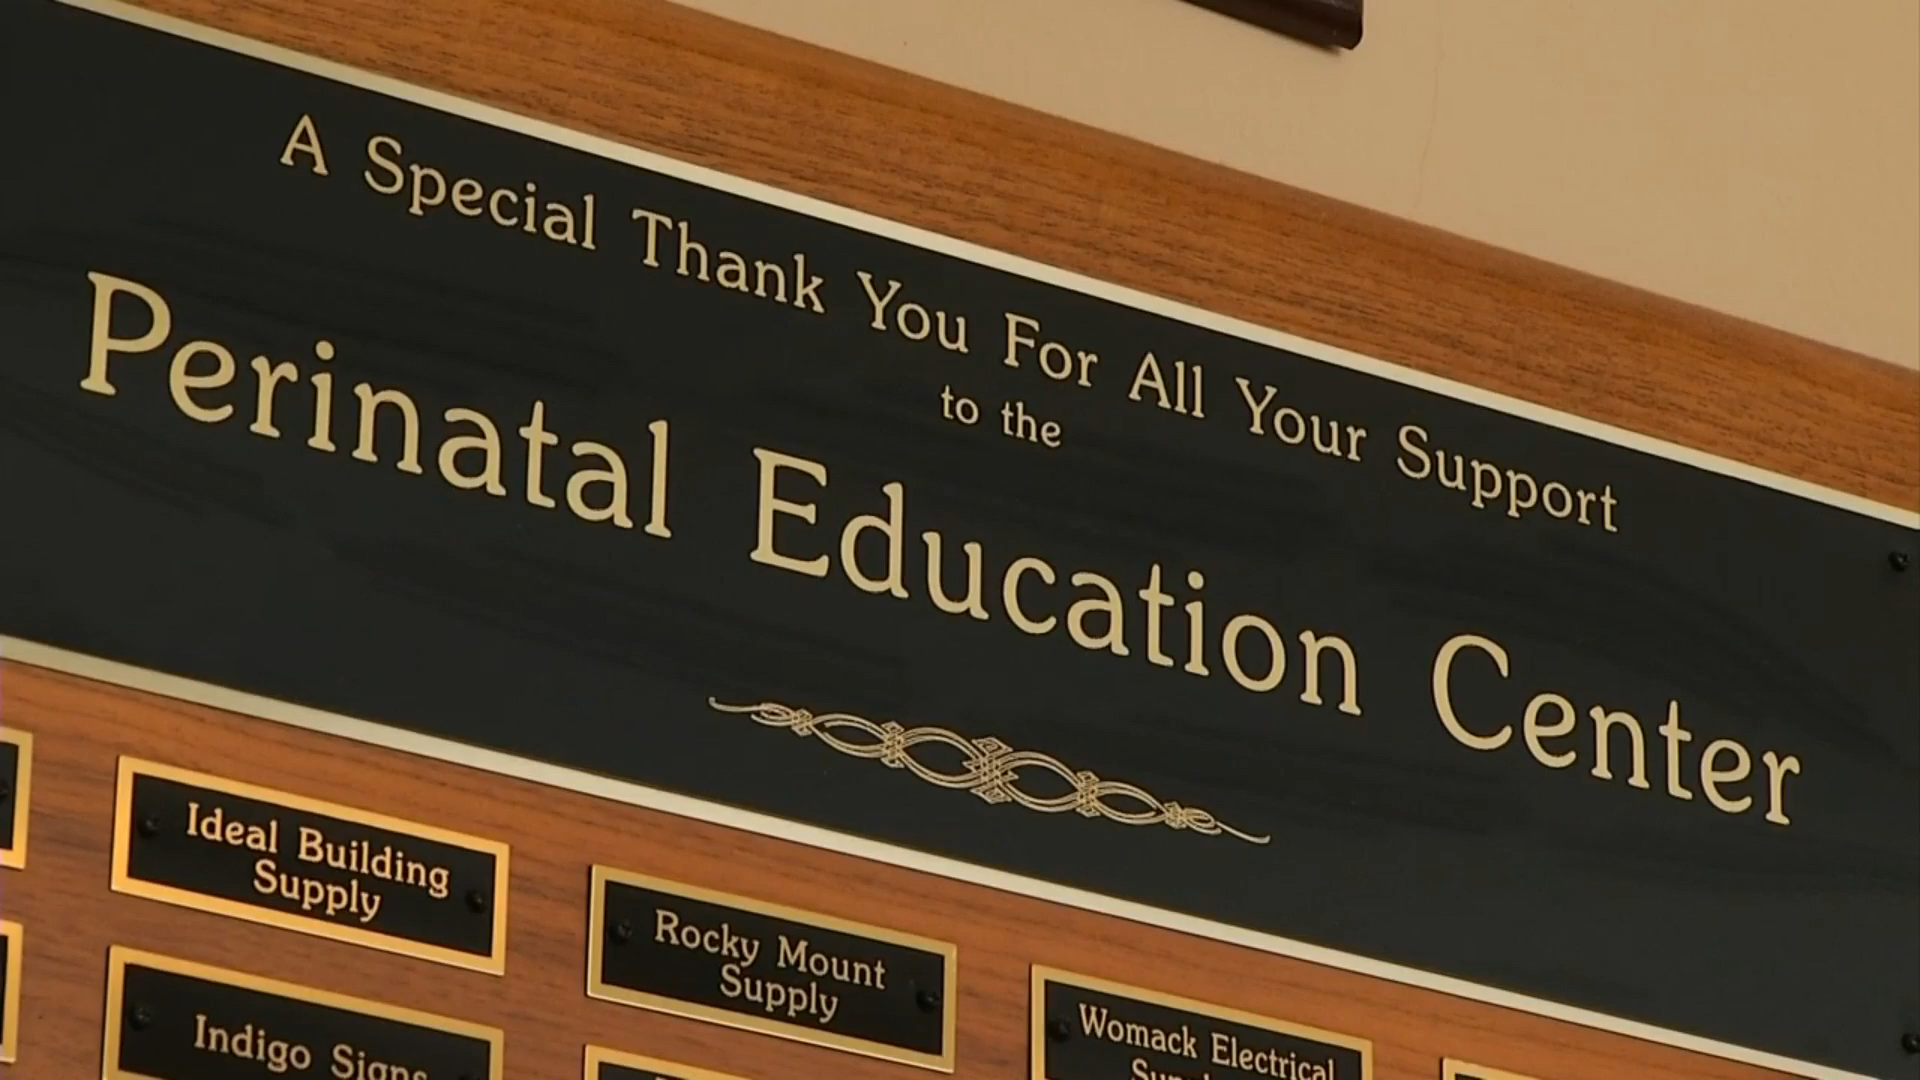 A Special Thank You For All Your Support
to the
Perinatal Education Center
Ideal Building
Supply
Rocky Mount
Supply
Womack Electrical
Indigo Signs